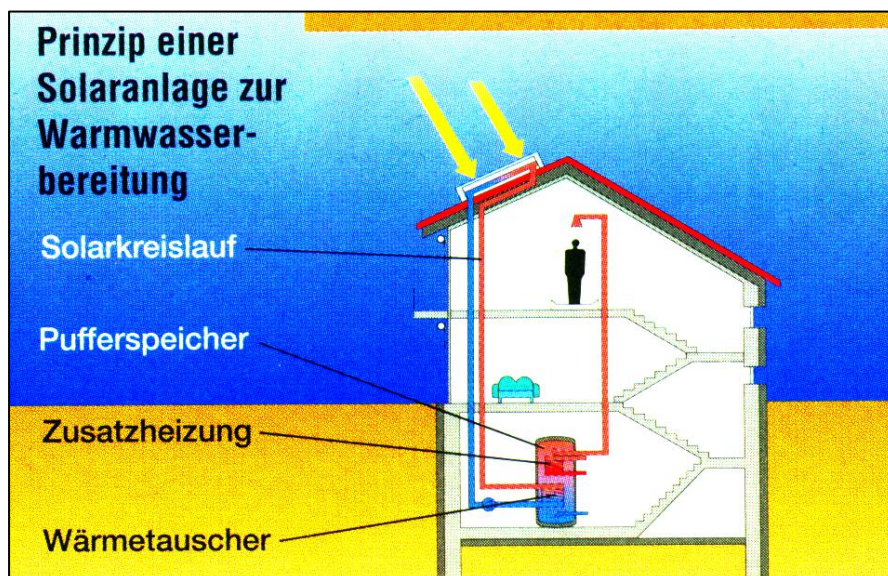 Prinzip einer
Solaranlage zur
Warmwasser-
bereitung
Solarkreislauf
Pufferspeicher
Zusatzheizung
Wärmetauscher